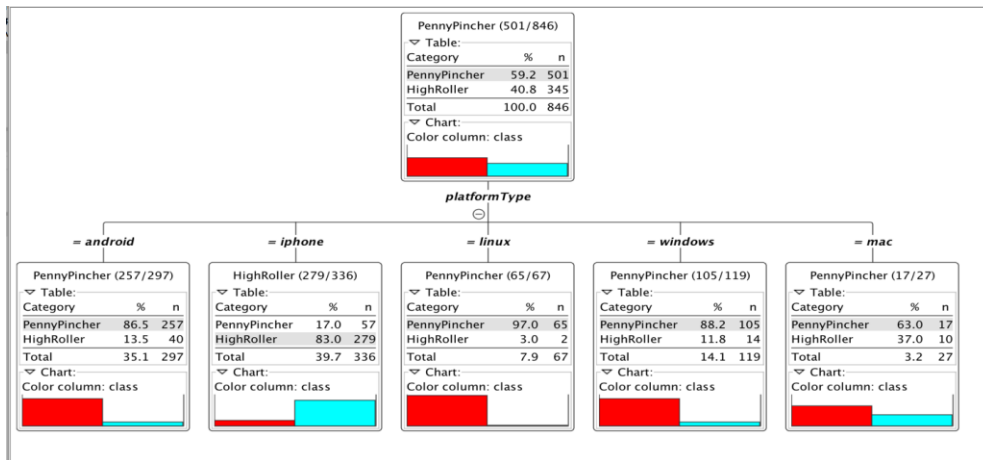 PennyPincher (501/846)
Table:
Category % n
PennyPincher 59.2 501
HighRoller 40.8 345
Total 100.0 846
Chart:
Color column: class
platformType
= android
= iphone
= linux
= windows
= mac
PennyPincher (257/297)
Table:
Category % n
PennyPincher 86.5 257
HighRoller 13.5 40
Total 35.1 297
Chart:
Color column: class
HighRoller (279/336)
Table:
Category % n
PennyPincher 17.0 57
HighRoller 83.0 279
Total 39.7 336
Chart:
Color column: class
PennyPincher (65/67)
Table:
Category % n
PennyPincher 97.0 65
HighRoller 3.0 2
Total 7.9 67
Chart:
Color column: class
PennyPincher (105/119)
Table:
Category % n
PennyPincher 88.2 105
HighRoller 11.8 14
Total 14.1 119
Chart:
Color column: class
PennyPincher (17/27)
Table:
Category % n
PennyPincher 63.0 17
HighRoller 37.0 10
Total 3.2 27
Chart:
Color column: class